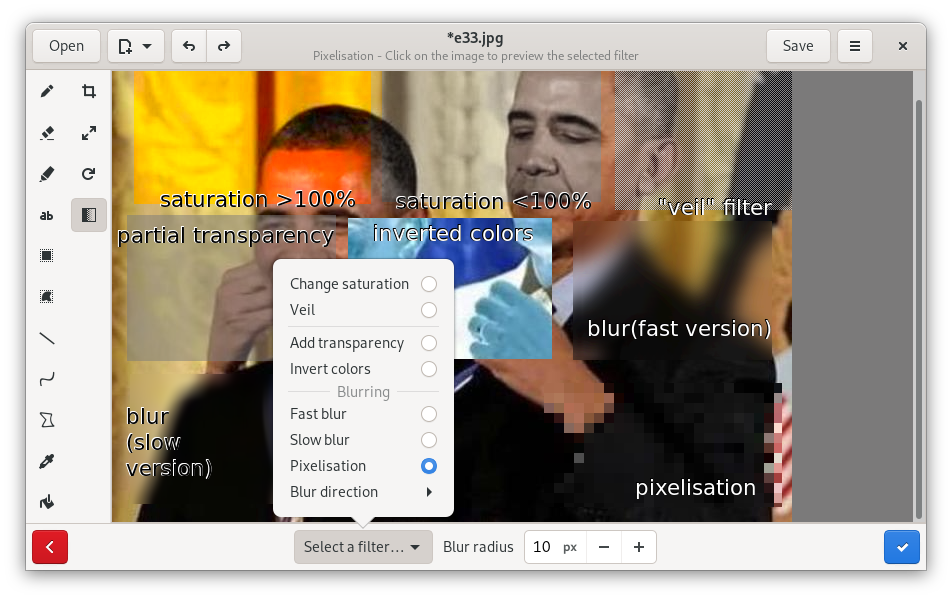 Open
*e33.jpg
Pixelisation - Click on the image to preview the selected filter
Save
ab
saturation >100%
saturation <100%
"veil" filter
partial transparency
inverted colors
blur(fast version)
blur
(slow
version)
pixelisation
Change saturation
Veil
Add transparency
Invert colors
Blurring
Fast blur
Slow blur
Pixelisation
Blur direction
Select a filter…
Blur radius
10 px